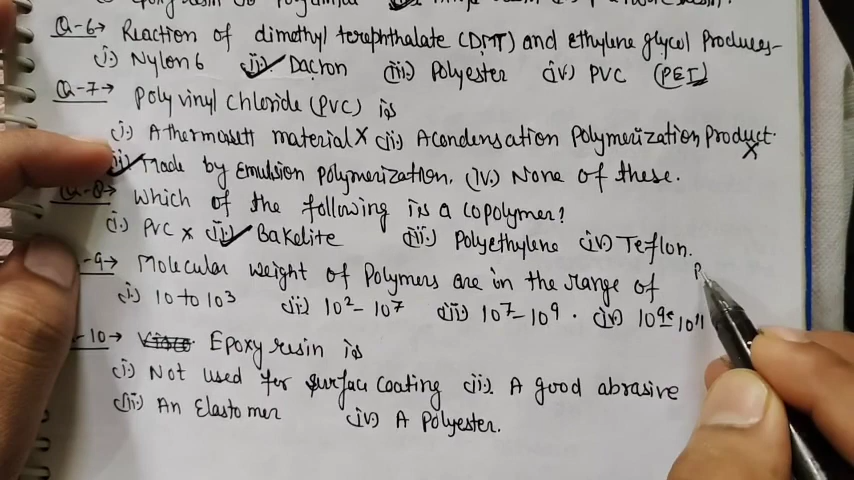 Epoxy resin
Q-6→ Reaction of dimethyl terephthalate (DMT) and ethylene glycol Produces-
i) Nylon 6 ii) Dacron iii) Polyester iv) PVC (PET)
Q-7→ Polyvinyl chloride (PVC) is
i) A thermasett material X ii) A condensation Polymerization Product. X
iii) Made by Emulsion Polymerization. iv) None of these.
Q-8→ Which of the following is a copolymer?
i) PVC X ii) Bakelite iii) Polyethylene iv) Teflon.
-9→ Molecular weight of Polymers are in the range of P
i) 10 to 10³ ii) 10² - 10⁷ iii) 10⁷ - 10⁹ . iv) 10⁹ - 10¹¹
-10→ Epoxy resin is
i) Not used for surface coating ii) A good abrasive
iii) An Elastomer iv) A Polyester.